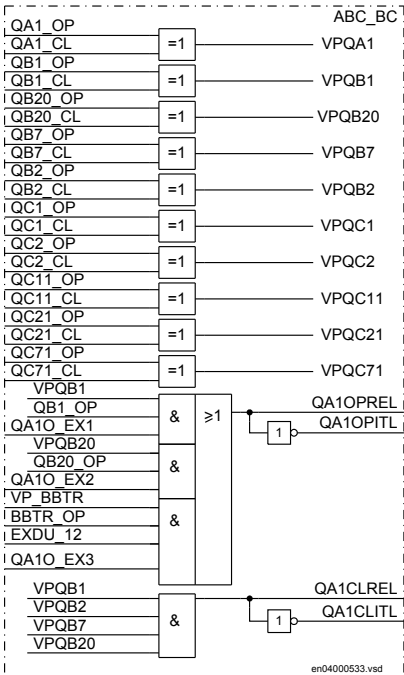 ABC_BC
QA1_OP
QA1_CL =1 VPQA1
QB1_OP
QB1_CL =1 VPQB1
QB20_OP
QB20_CL =1 VPQB20
QB7_OP
QB7_CL =1 VPQB7
QB2_OP
QB2_CL =1 VPQB2
QC1_OP
QC1_CL =1 VPQC1
QC2_OP
QC2_CL =1 VPQC2
QC11_OP
QC11_CL =1 VPQC11
QC21_OP
QC21_CL =1 VPQC21
QC71_OP
QC71_CL =1 VPQC71
VPQB1
QB1_OP & ≥1 QA1OPREL
QA1O_EX1 1 QA1OPITL
VPQB20
QB20_OP &
QA1O_EX2
VP_BBTR
BBTR_OP &
EXDU_12
QA1O_EX3
VPQB1 QA1CLREL
VPQB2 & 1 QA1CLITL
VPQB7
VPQB20
en04000533.vsd